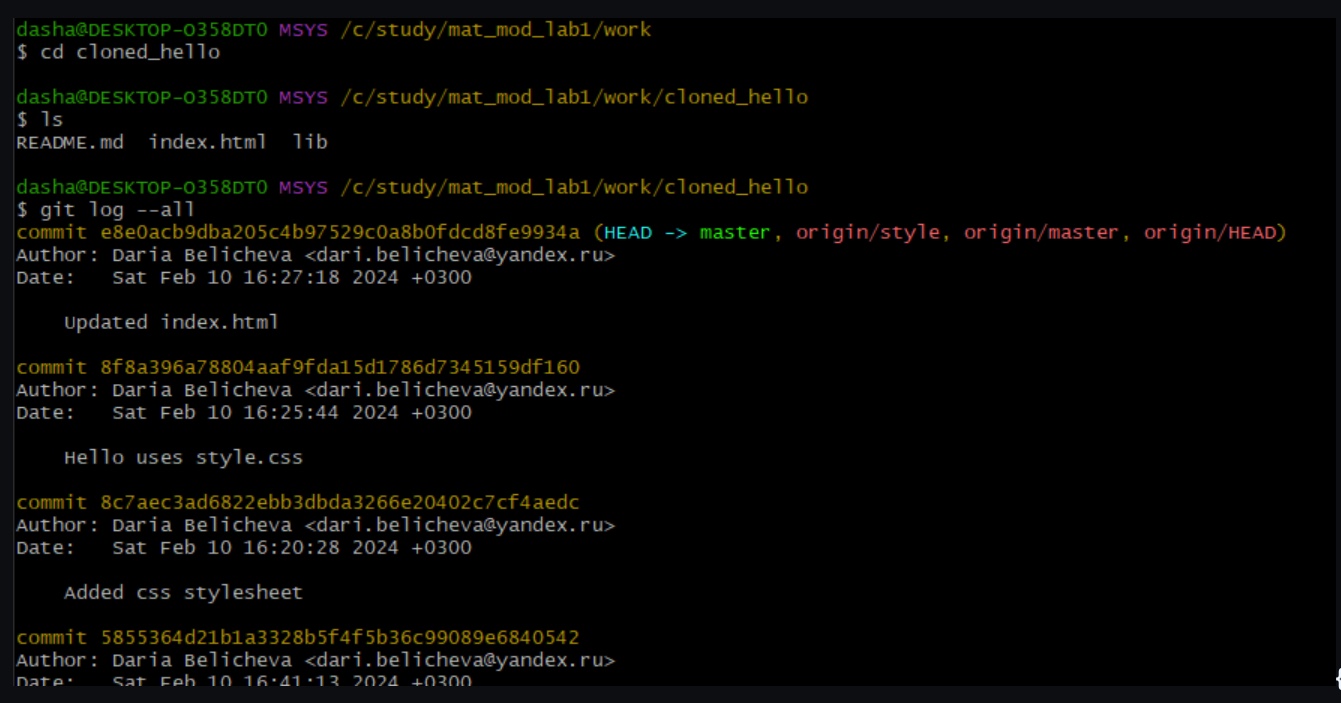 dasha@DESKTOP-O358DT0 MSYS /c/study/mat_mod_lab1/work
$ cd cloned_hello
dasha@DESKTOP-O358DT0 MSYS /c/study/mat_mod_lab1/work/cloned_hello
$ ls
README.md  index.html  lib
dasha@DESKTOP-O358DT0 MSYS /c/study/mat_mod_lab1/work/cloned_hello
$ git log --all
commit e8e0acb9dba205c4b97529c0a8b0fdcd8fe9934a (HEAD -> master, origin/style, origin/master, origin/HEAD)
Author: Daria Belicheva <dari.belicheva@yandex.ru>
Date:   Sat Feb 10 16:27:18 2024 +0300
    Updated index.html
commit 8f8a396a78804aaf9fda15d1786d7345159df160
Author: Daria Belicheva <dari.belicheva@yandex.ru>
Date:   Sat Feb 10 16:25:44 2024 +0300
    Hello uses style.css
commit 8c7aec3ad6822ebb3dbda3266e20402c7cf4aedc
Author: Daria Belicheva <dari.belicheva@yandex.ru>
Date:   Sat Feb 10 16:20:28 2024 +0300
    Added css stylesheet
commit 5855364d21b1a3328b5f4f5b36c99089e6840542
Author: Daria Belicheva <dari.belicheva@yandex.ru>
Date:   Sat Feb 10 16:41:13 2024 +0300